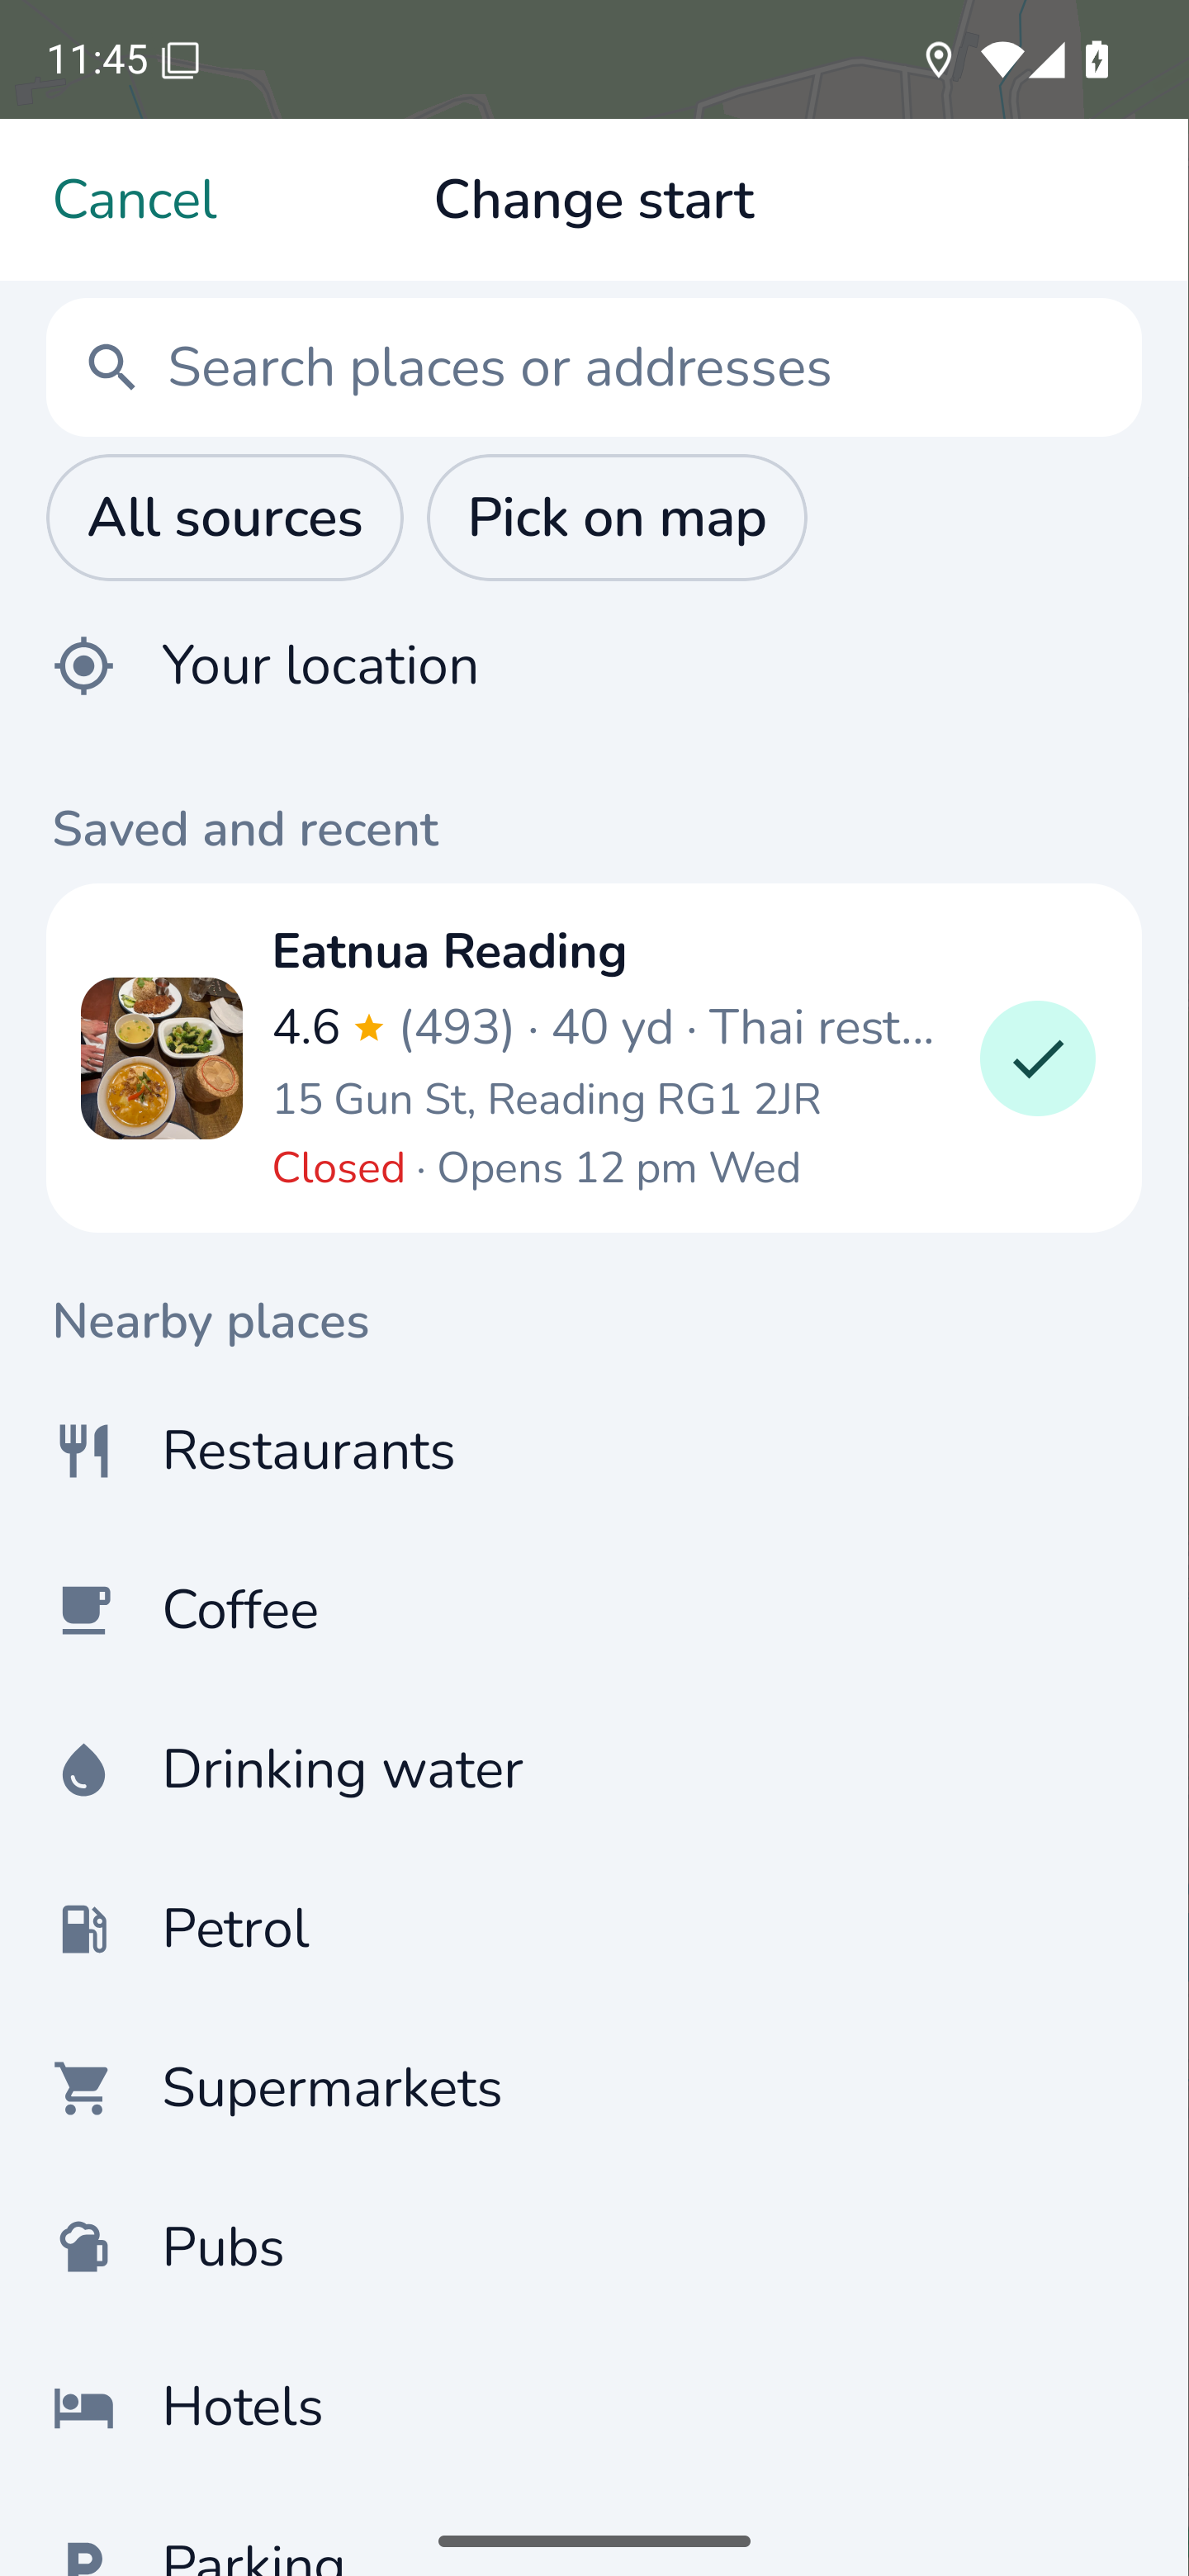 11:45
Cancel
Change start
Search places or addresses
All sources
Pick on map
Your location
Saved and recent
Eatnua Reading
4.6 ★ (493) · 40 yd · Thai rest...
15 Gun St, Reading RG1 2JR
Closed · Opens 12 pm Wed
Nearby places
Restaurants
Coffee
Drinking water
Petrol
Supermarkets
Pubs
Hotels
Parking